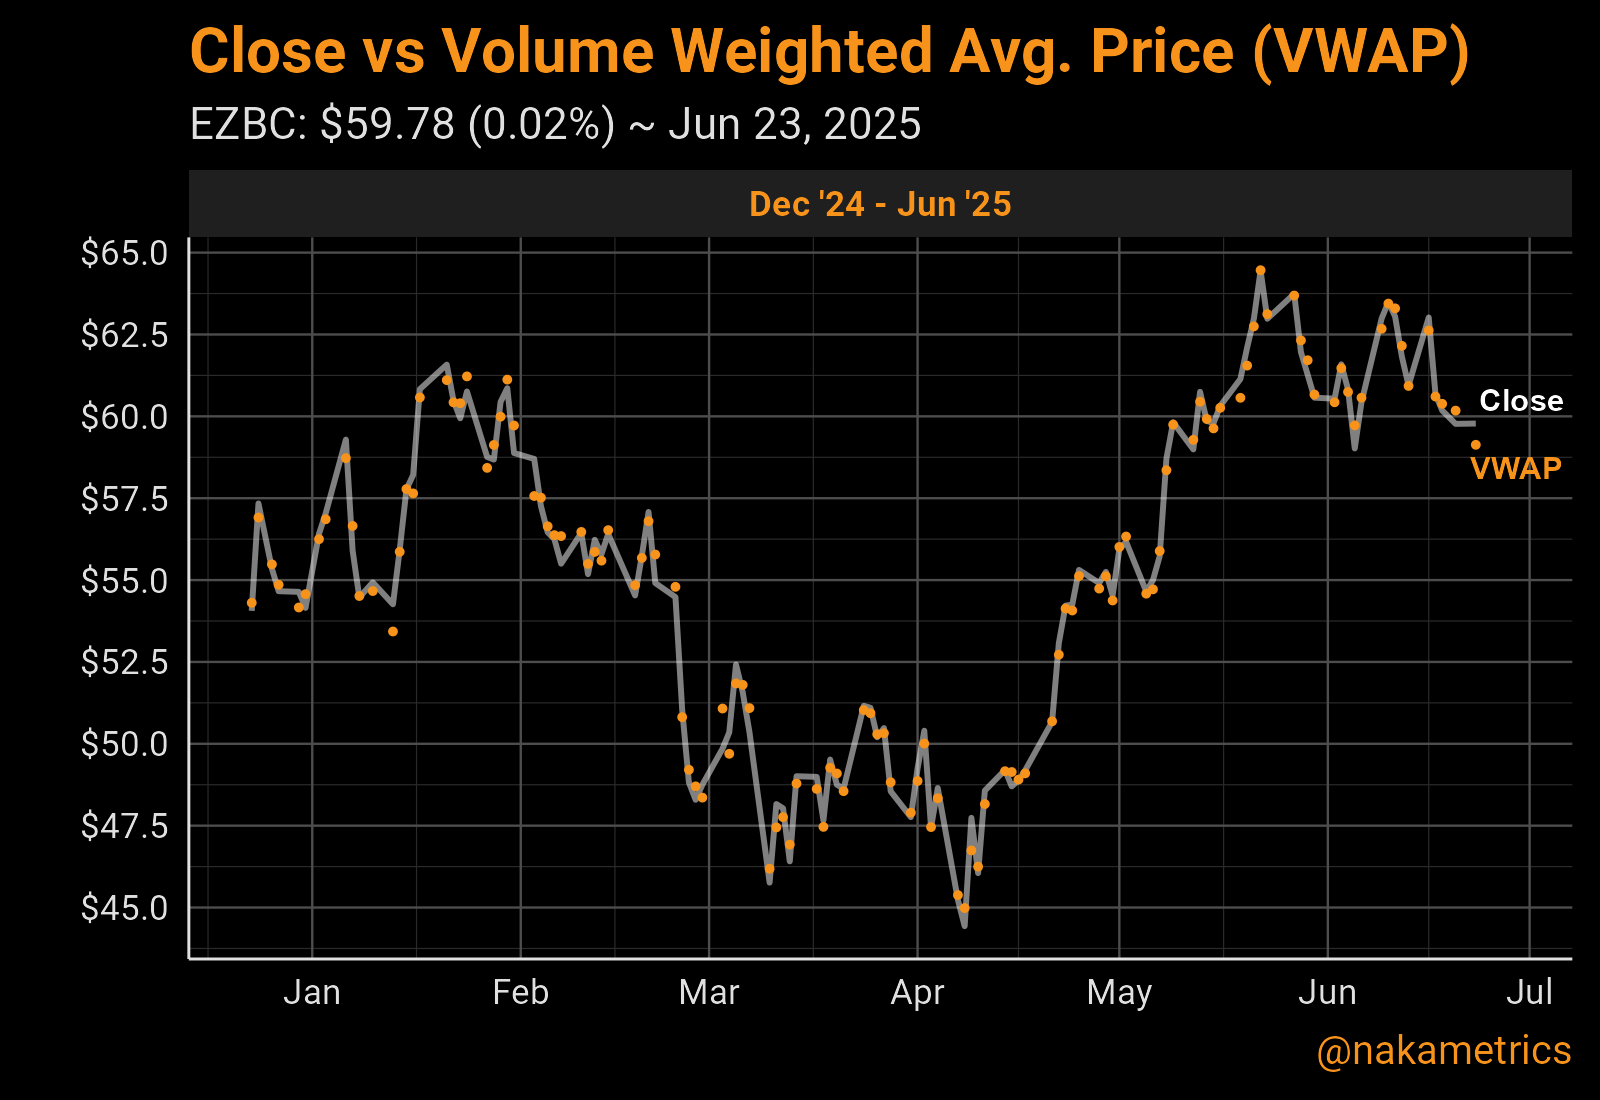 Close vs Volume Weighted Avg. Price (VWAP)
EZBC: $59.78 (0.02%) ~ Jun 23, 2025
Dec '24 - Jun '25
$65.0
$62.5
$60.0
$57.5
$55.0
$52.5
$50.0
$47.5
$45.0
Close
VWAP
Jan Feb Mar Apr May Jun Jul
@nakametrics